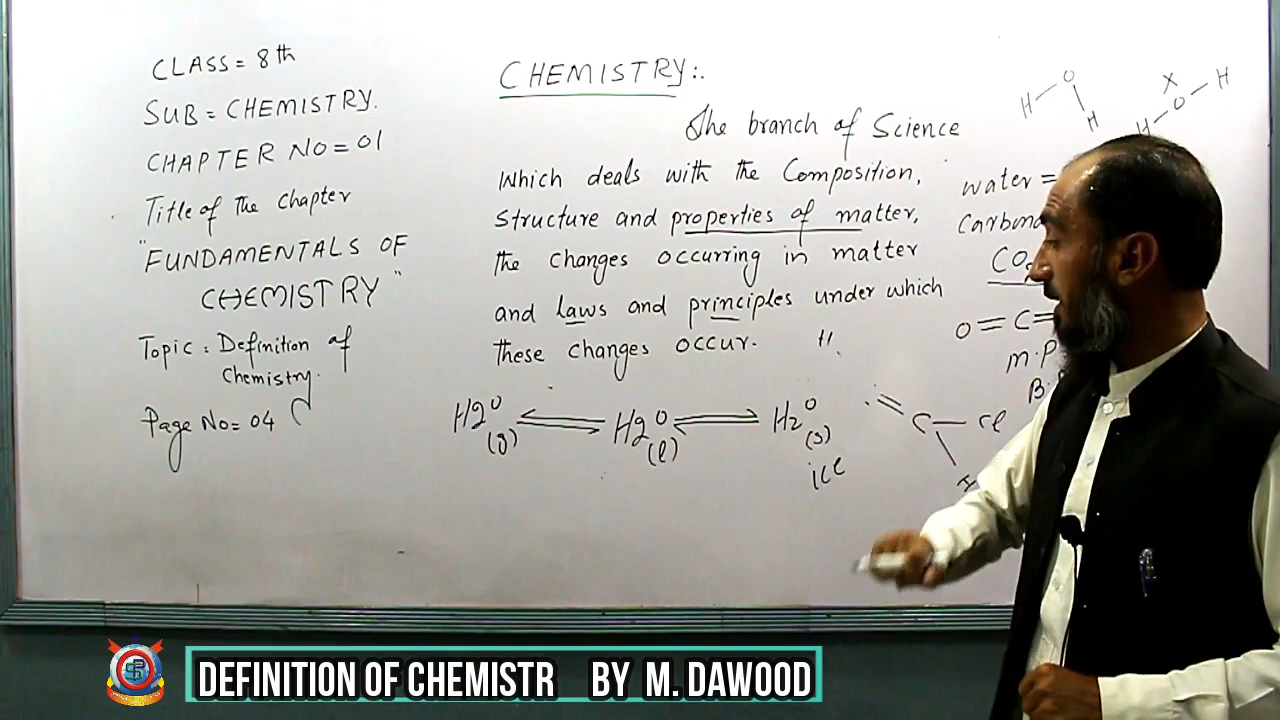 CLASS = 8th
SUB = CHEMISTRY.
CHAPTER NO = 01
Title of The Chapter
"FUNDAMENTALS OF
CHEMISTRY"
Topic : Definition of
Chemistry.
Page No = 04
CHEMISTRY:.
The branch of Science
Which deals with the Composition,
Structure and properties of matter,
the changes occurring in matter
and laws and principles under which
these changes occur. "
H2O (g) ⇌ H2O (l) ⇌ H2O (s)
ice
H – O
H
X
H – O – H
water =
O = C =
m.P
C – Cl
H
DEFINITION OF CHEMISTR BY M. DAWOOD